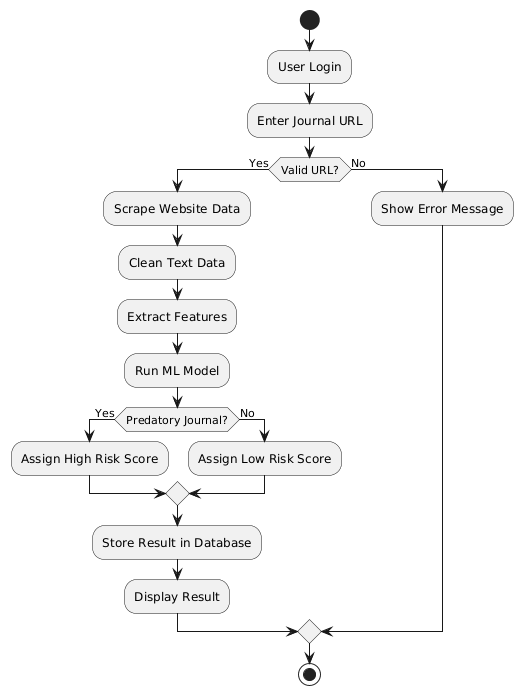 User Login
Enter Journal URL
Yes
Valid URL?
No
Scrape Website Data
Show Error Message
Clean Text Data
Extract Features
Run ML Model
Yes
Predatory Journal?
No
Assign High Risk Score
Assign Low Risk Score
Store Result in Database
Display Result